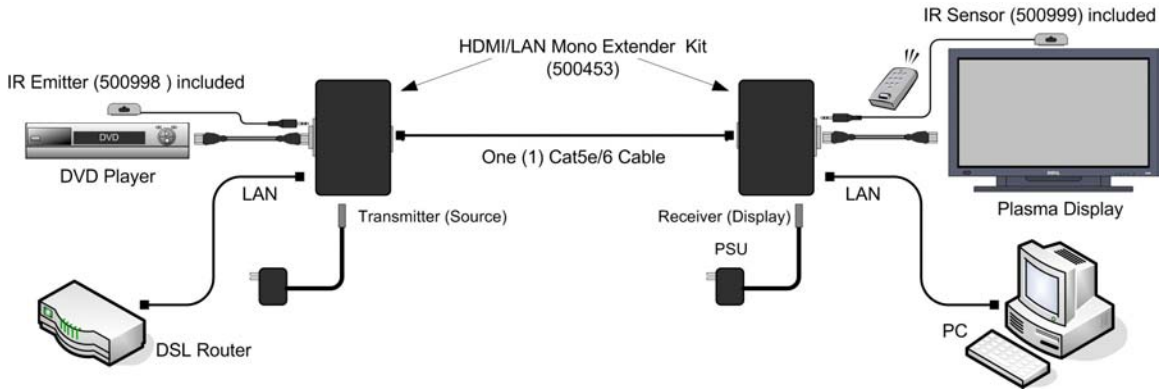 IR Sensor (500999) included
HDMI/LAN Mono Extender Kit
(500453)
IR Emitter (500998 ) included
DVD
DVD Player
One (1) Cat5e/6 Cable
LAN
LAN
Plasma Display
Transmitter (Source)
Receiver (Display)
PSU
DSL Router
PC